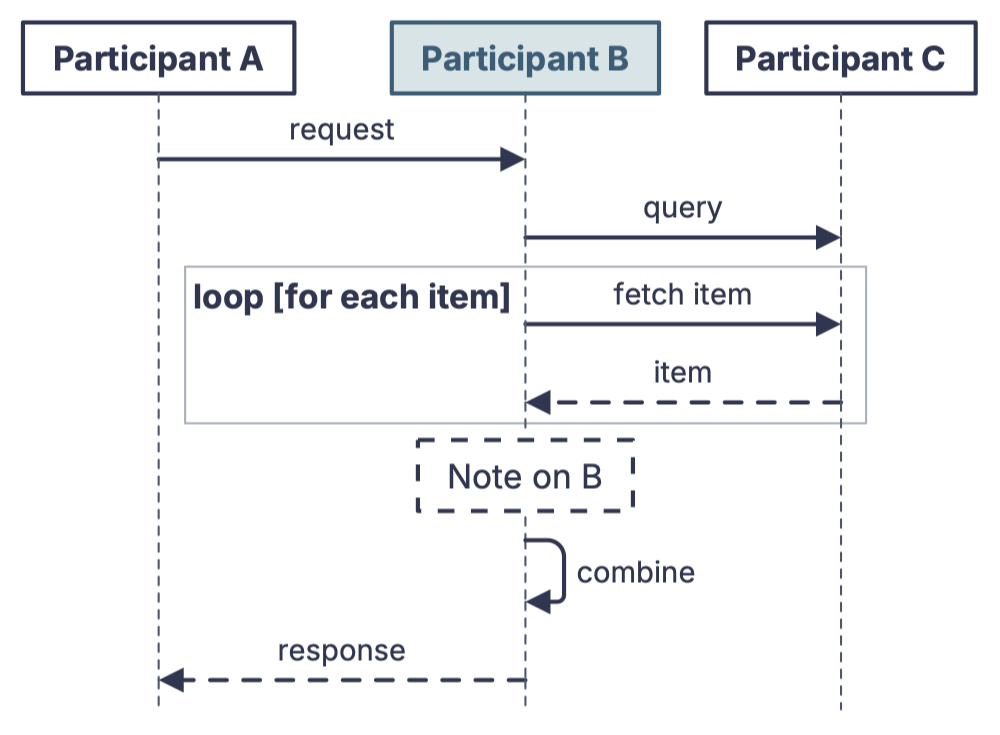 Participant A
Participant B
Participant C
request
query
loop [for each item]
fetch item
item
Note on B
combine
response